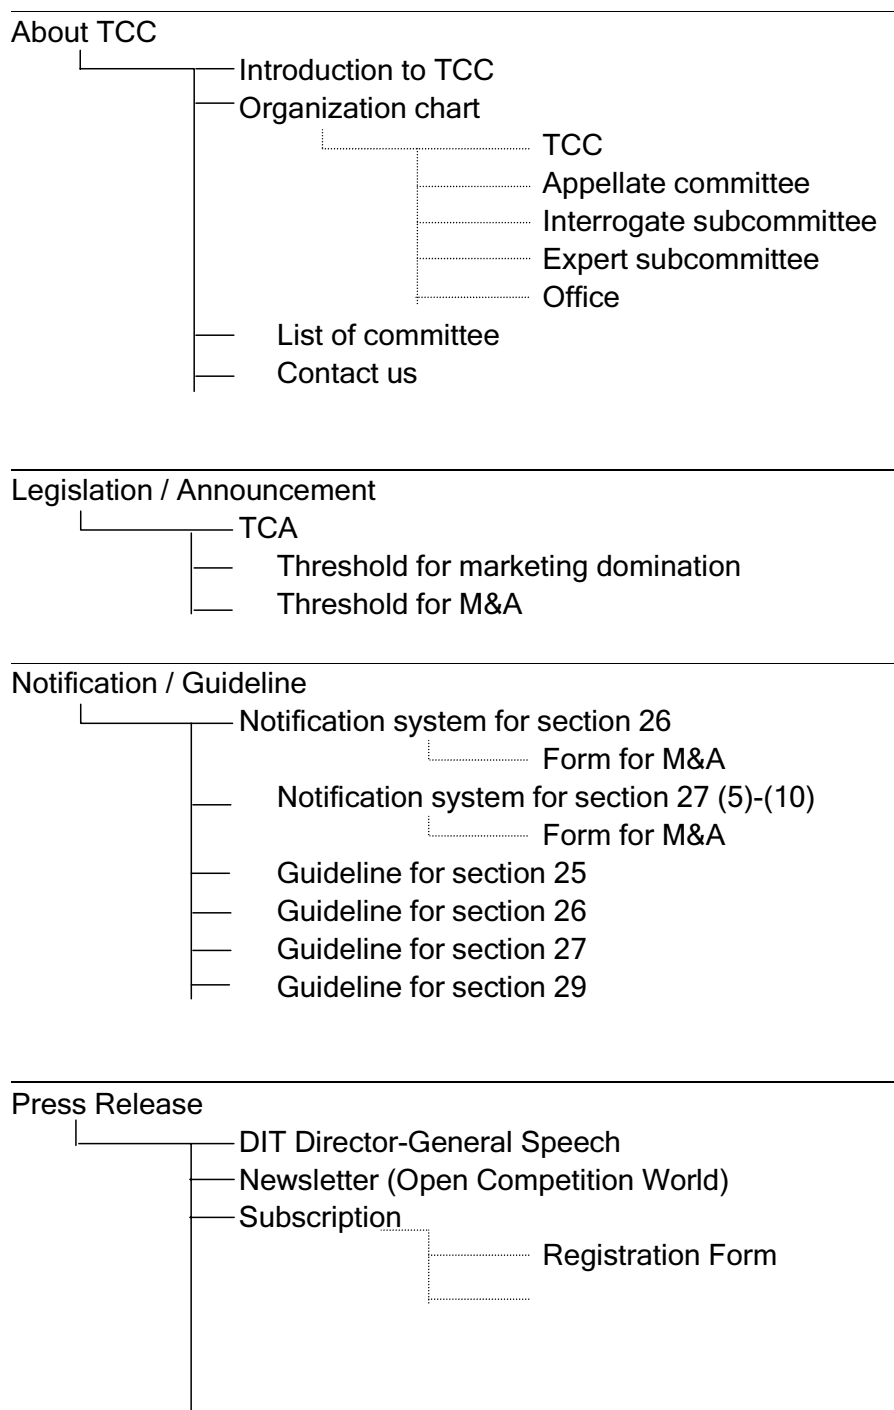 About TCC
Introduction to TCC
Organization chart
TCC
Appellate committee
Interrogate subcommittee
Expert subcommittee
Office
List of committee
Contact us
Legislation / Announcement
TCA
Threshold for marketing domination
Threshold for M&A
Notification / Guideline
Notification system for section 26
Form for M&A
Notification system for section 27 (5)-(10)
Form for M&A
Guideline for section 25
Guideline for section 26
Guideline for section 27
Guideline for section 29
Press Release
DIT Director-General Speech
Newsletter (Open Competition World)
Subscription
Registration Form